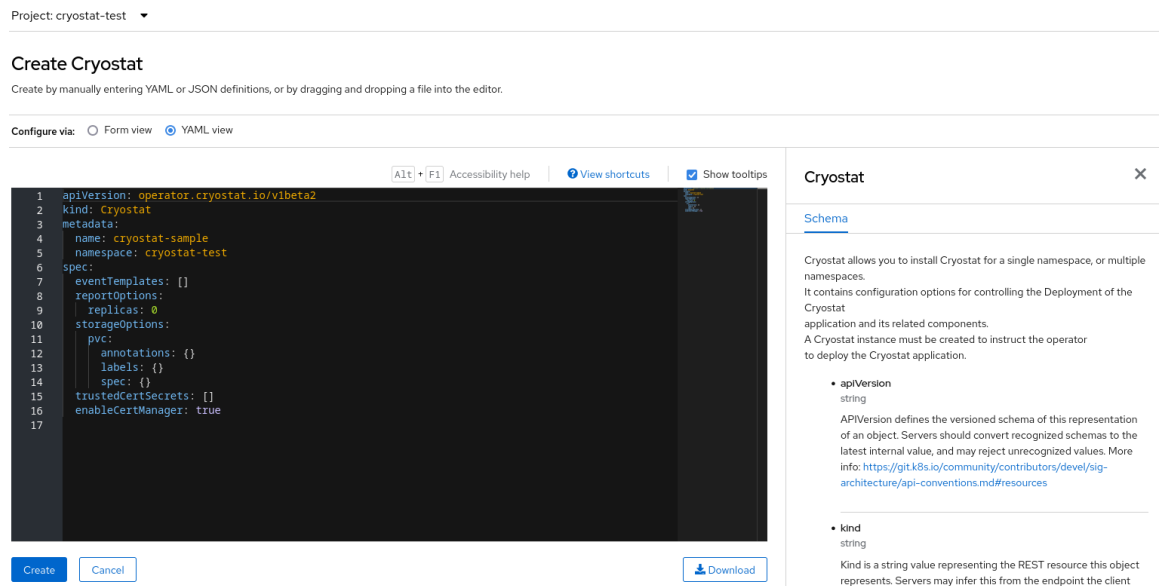 Project: cryostat-test
Create Cryostat
Create by manually entering YAML or JSON definitions, or by dragging and dropping a file into the editor.
Configure via: Form view YAML view
Alt + F1 Accessibility help View shortcuts Show tooltips
1 apiVersion: operator.cryostat.io/v1beta2
2 kind: Cryostat
3 metadata:
4   name: cryostat-sample
5   namespace: cryostat-test
6 spec:
7   eventTemplates: []
8   reportOptions:
9     replicas: 0
10   storageOptions:
11     pvc:
12       annotations: {}
13       labels: {}
14       spec: {}
15   trustedCertSecrets: []
16   enableCertManager: true
17
Create Cancel Download
Cryostat
Schema
Cryostat allows you to install Cryostat for a single namespace, or multiple
namespaces.
It contains configuration options for controlling the Deployment of the
Cryostat
application and its related components.
A Cryostat instance must be created to instruct the operator
to deploy the Cryostat application.
• apiVersion
string
APIVersion defines the versioned schema of this representation
of an object. Servers should convert recognized schemas to the
latest internal value, and may reject unrecognized values. More
info: https://git.k8s.io/community/contributors/devel/sig-
architecture/api-conventions.md#resources
• kind
string
Kind is a string value representing the REST resource this object
represents. Servers may infer this from the endpoint the client